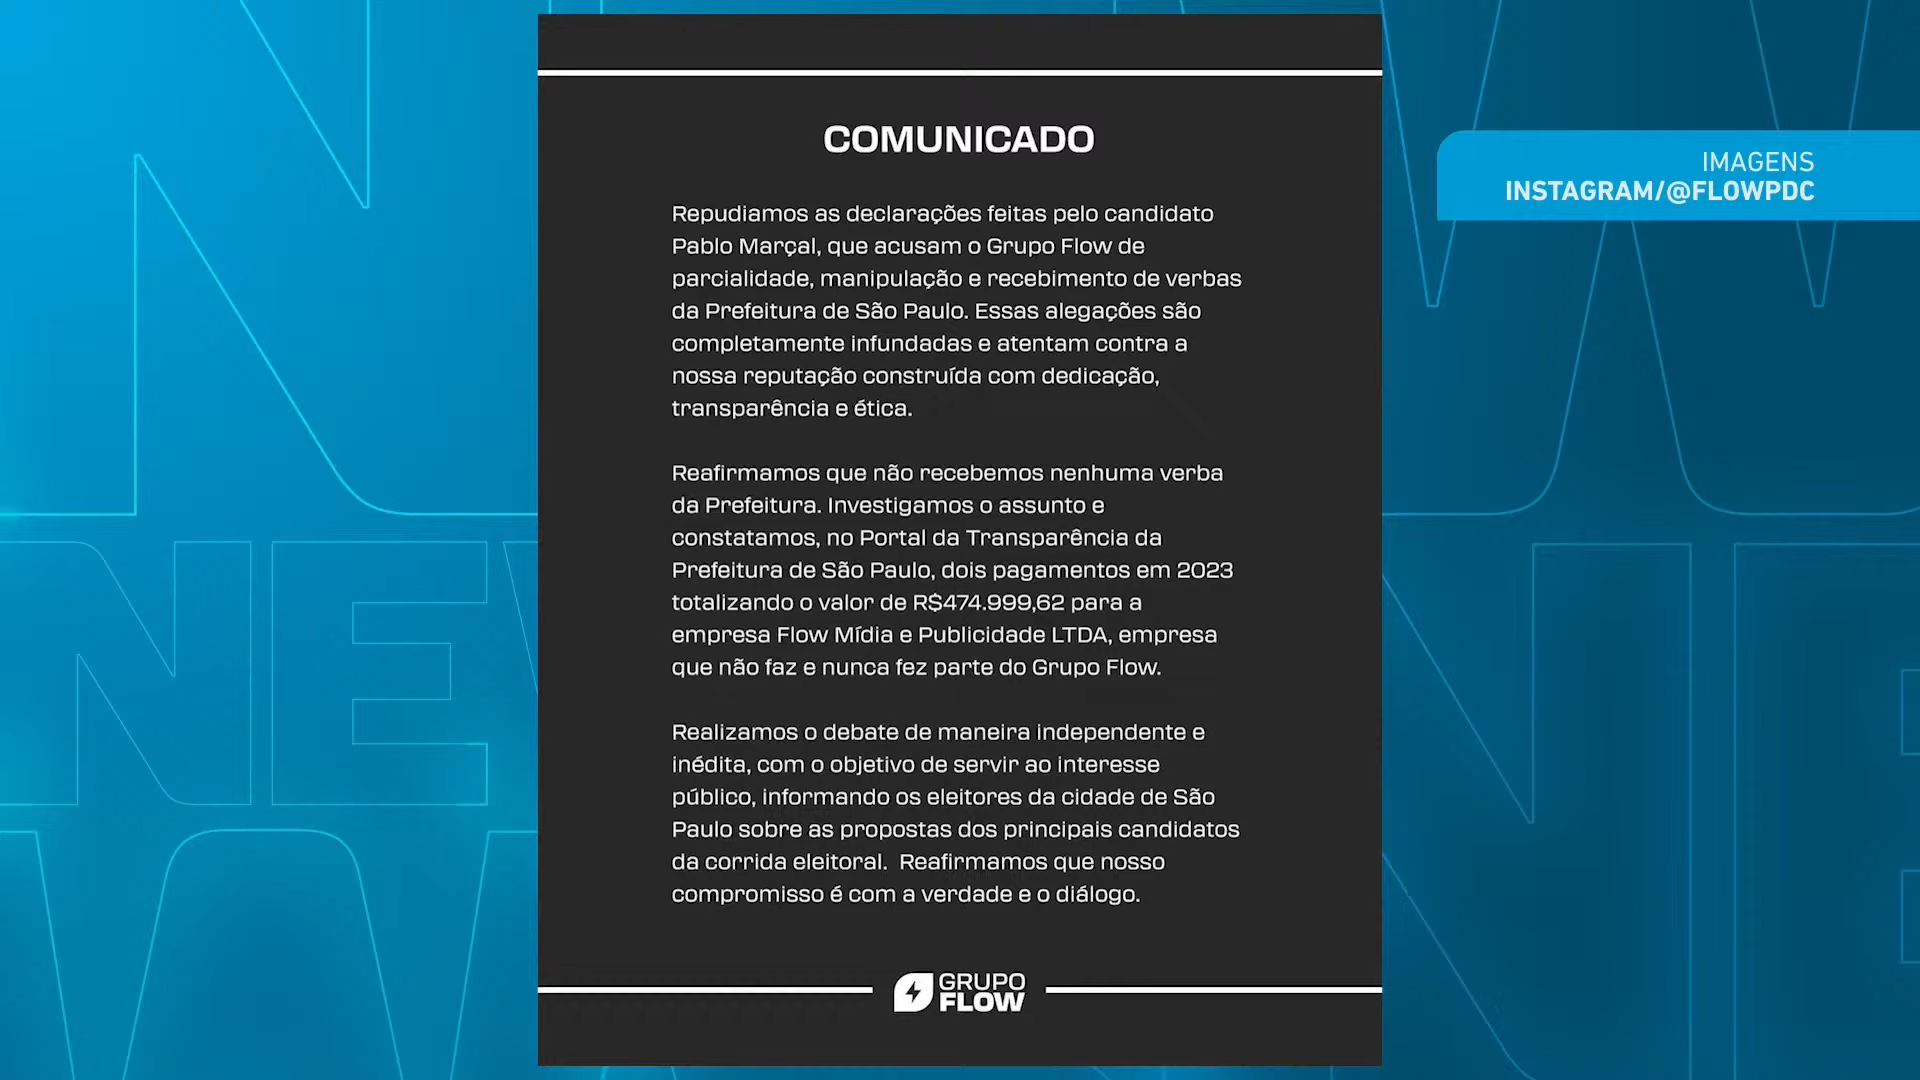 COMUNICADO
IMAGENS
INSTAGRAM/@FLOWPDC
Repudiamos as declarações feitas pelo candidato
Pablo Marçal, que acusam o Grupo Flow de
parcialidade, manipulação e recebimento de verbas
da Prefeitura de São Paulo. Essas alegações são
completamente infundadas e atentam contra a
nossa reputação construída com dedicação,
transparência e ética.
Reafirmamos que não recebemos nenhuma verba
da Prefeitura. Investigamos o assunto e
constatamos, no Portal da Transparência da
Prefeitura de São Paulo, dois pagamentos em 2023
totalizando o valor de R$474.999,62 para a
empresa Flow Mídia e Publicidade LTDA, empresa
que não faz e nunca fez parte do Grupo Flow.
Realizamos o debate de maneira independente e
inédita, com o objetivo de servir ao interesse
público, informando os eleitores da cidade de São
Paulo sobre as propostas dos principais candidatos
da corrida eleitoral.  Reafirmamos que nosso
compromisso é com a verdade e o diálogo.
GRUPO
FLOW